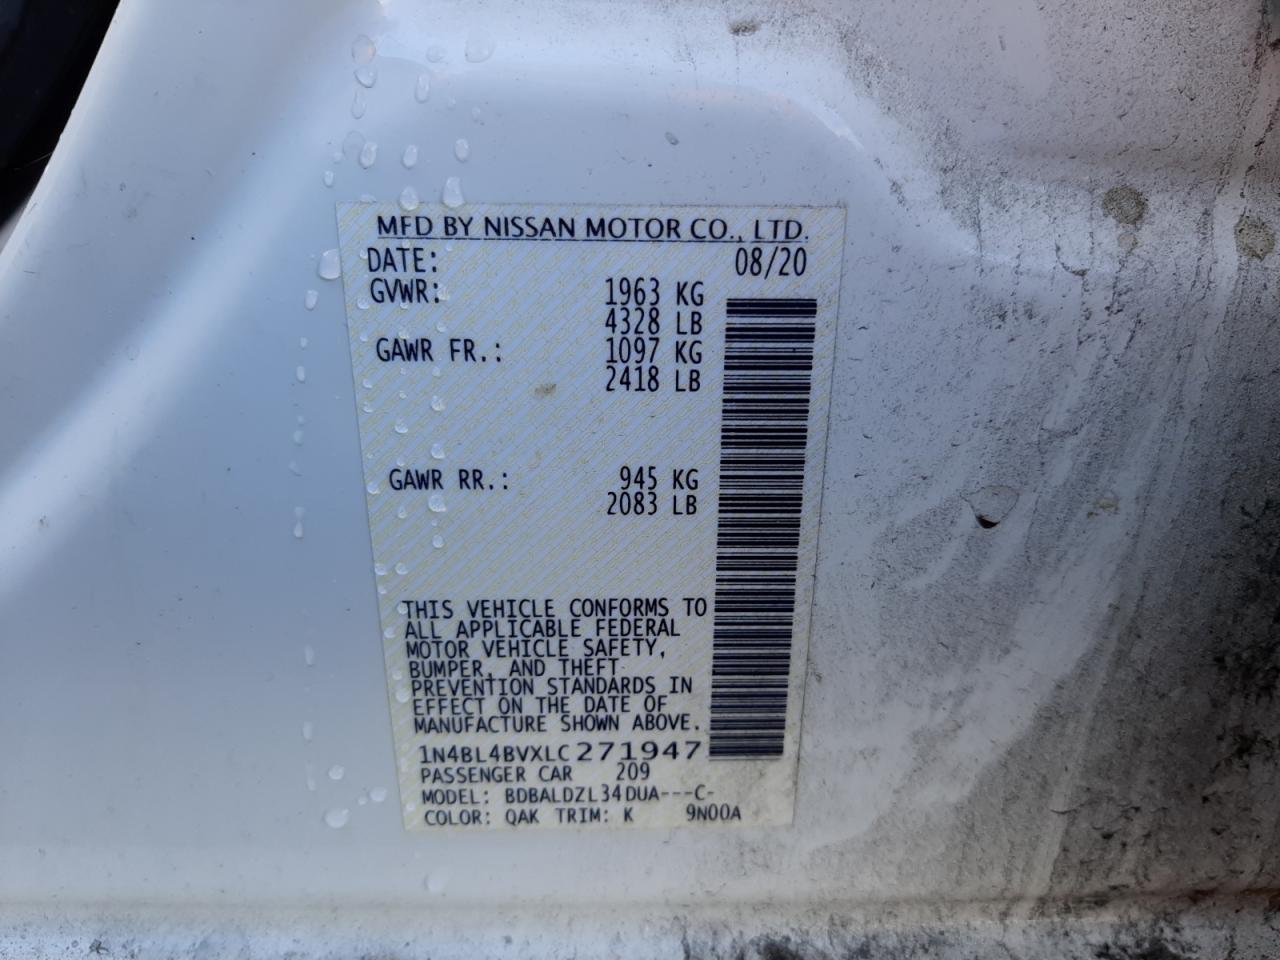 MFD BY NISSAN MOTOR CO., LTD.
DATE: 08/20
GVWR: 1963 KG
4328 LB
GAWR FR.: 1097 KG
2418 LB
GAWR RR.: 945 KG
2083 LB
THIS VEHICLE CONFORMS TO
ALL APPLICABLE FEDERAL
MOTOR VEHICLE SAFETY,
BUMPER, AND THEFT
PREVENTION STANDARDS IN
EFFECT ON THE DATE OF
MANUFACTURE SHOWN ABOVE.
1N4BL4BVXLC271947
PASSENGER CAR 209
MODEL: BDBALDZL34DUA---C-
COLOR: QAK TRIM: K 9N00A